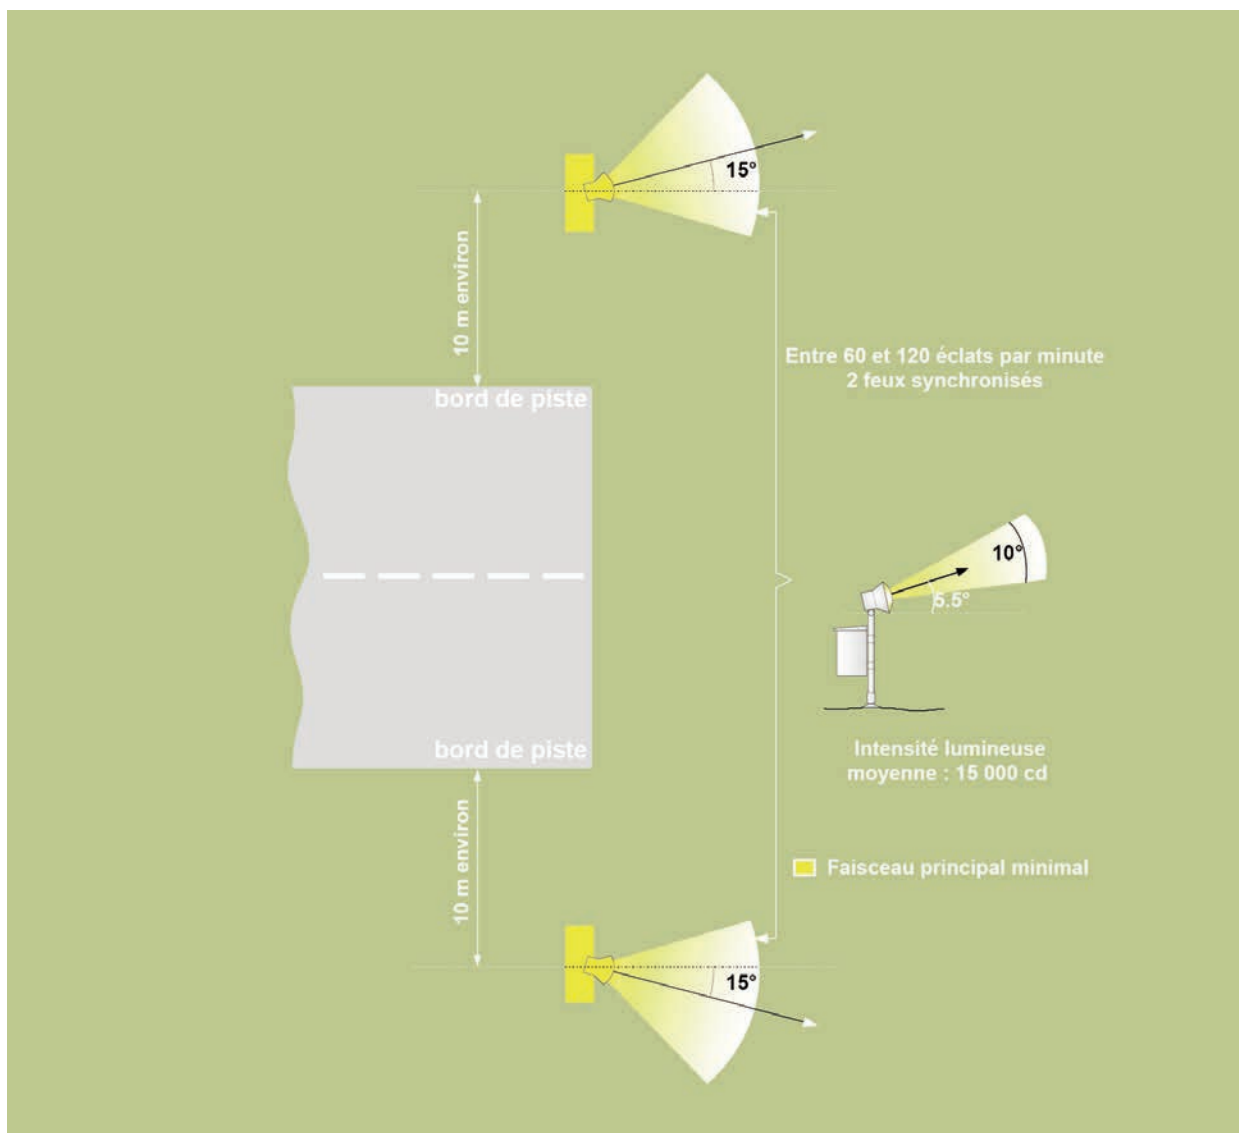 15°
10 m environ
bord de piste
Entre 60 et 120 éclats par minute
2 feux synchronisés
10°
5.5°
bord de piste
Intensité lumineuse
moyenne : 15 000 cd
10 m environ
Faisceau principal minimal
15°